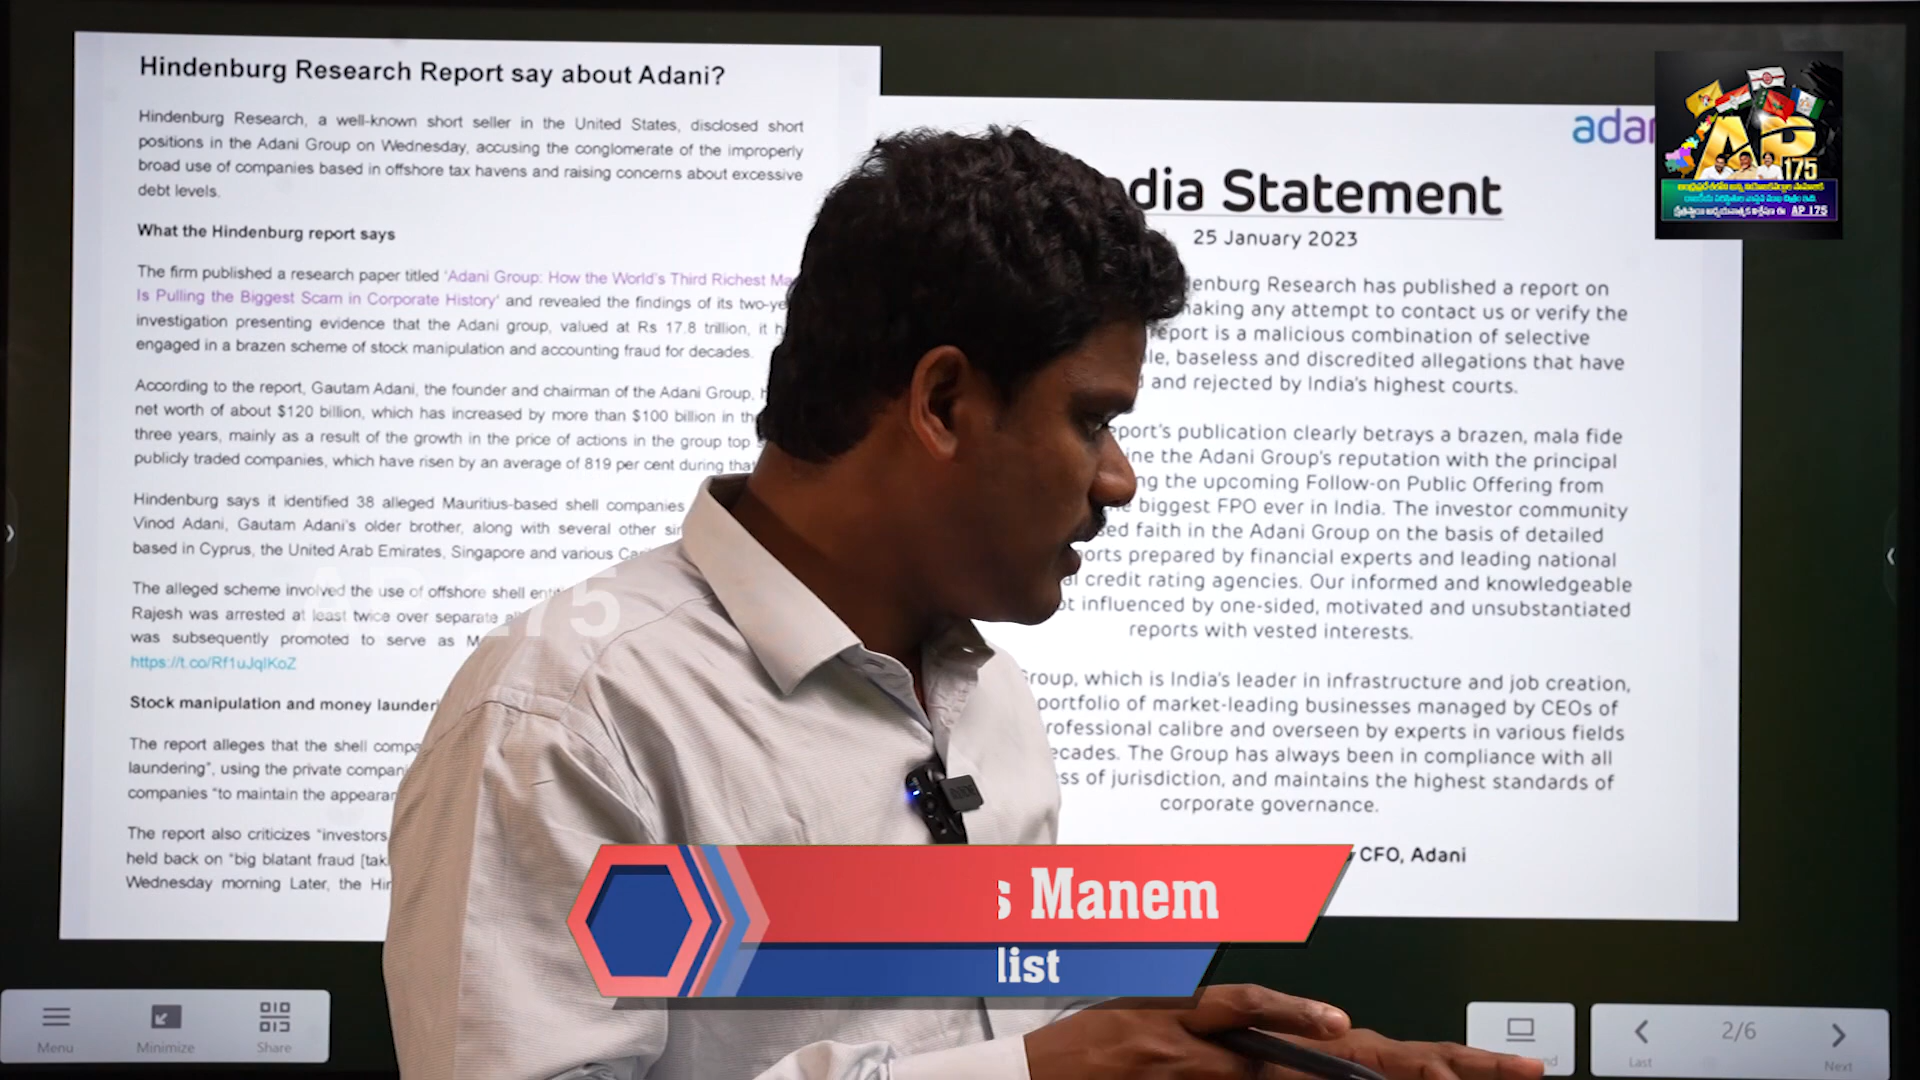 Hindenburg Research Report say about Adani?
Hindenburg Research, a well-known short seller in the United States, disclosed short
positions in the Adani Group on Wednesday, accusing the conglomerate of the improperly
broad use of companies based in offshore tax havens and raising concerns about excessive
debt levels.
What the Hindenburg report says
The firm published a research paper titled 'Adani Group: How the World's Third Richest
Is Pulling the Biggest Scam in Corporate History' and revealed the findings of its
investigation presenting evidence that the Adani group, valued at Rs 17.8 trillion, it
engaged in a brazen scheme of stock manipulation and accounting fraud for decades.
According to the report, Gautam Adani, the founder and chairman of the Adani Group,
net worth of about $120 billion, which has increased by more than $100 billion in
three years, mainly as a result of the growth in the price of actions in the group top
publicly traded companies, which have risen by an average of 819 per cent during that
Hindenburg says it identified 38 alleged Mauritius-based shell companies
Vinod Adani, Gautam Adani's older brother, along with several other
based in Cyprus, the United Arab Emirates, Singapore and various
The alleged scheme involved the use of offshore shell
Rajesh was arrested at least twice over separate
was subsequently promoted to serve as
https://t.co/Rf1uJqlKoZ
Stock manipulation and money
The report alleges that the shell
laundering", using the private
companies "to maintain the
The report also criticizes "investors
held back on "big blatant fraud
Wednesday morning Later, the
AP 175
Statement
25 January 2023
Research has published a report on
any attempt to contact us or verify the
report is a malicious combination of selective
baseless and discredited allegations that have
and rejected by India's highest courts.
publication clearly betrays a brazen, mala fide
the Adani Group's reputation with the principal
the upcoming Follow-on Public Offering from
biggest FPO ever in India. The investor community
faith in the Adani Group on the basis of detailed
prepared by financial experts and leading national
credit rating agencies. Our informed and knowledgeable
influenced by one-sided, motivated and unsubstantiated
reports with vested interests.
Group, which is India's leader in infrastructure and job creation,
portfolio of market-leading businesses managed by CEOs of
professional calibre and overseen by experts in various fields
decades. The Group has always been in compliance with all
of jurisdiction, and maintains the highest standards of
corporate governance.
CFO, Adani
AP
175
AP 175
s Manem
list
Menu
Minimize
Share
Last
2/6
Next